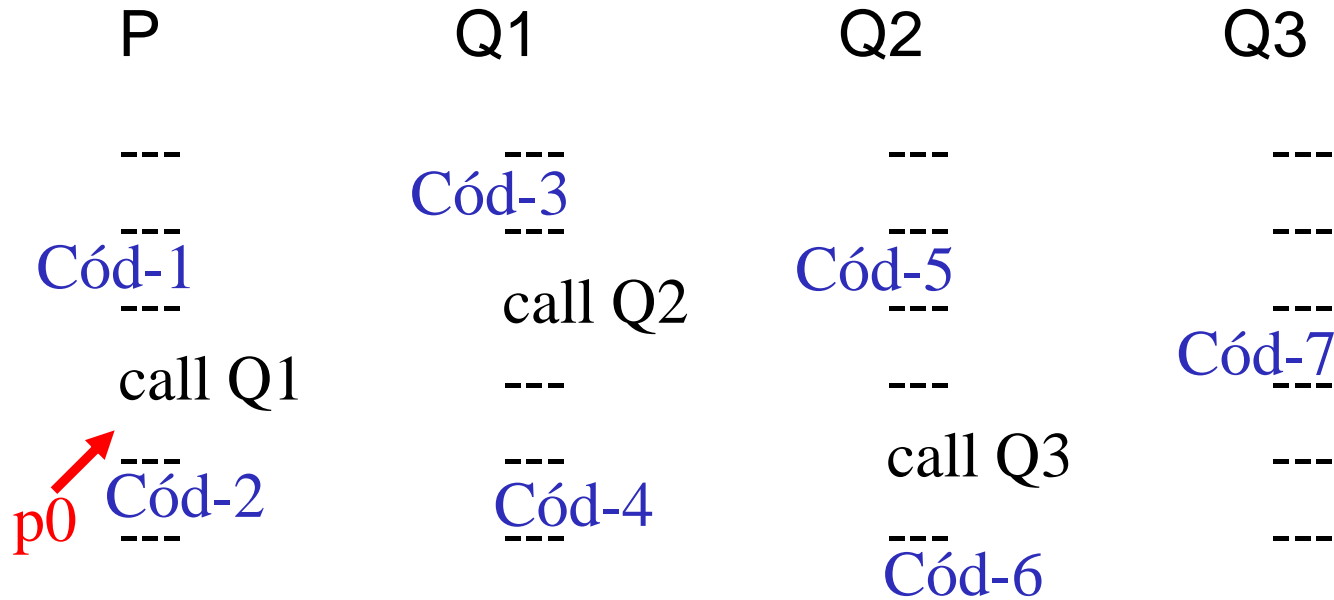 P Q1 Q2 Q3
--- --- --- ---
Cód-3
--- --- --- ---
Cód-1 Cód-5
call Q2
--- --- ---
Cód-7
call Q1 --- --- ---
call Q3
--- --- ---
p0 Cód-2 Cód-4
--- --- --- ---
Cód-6